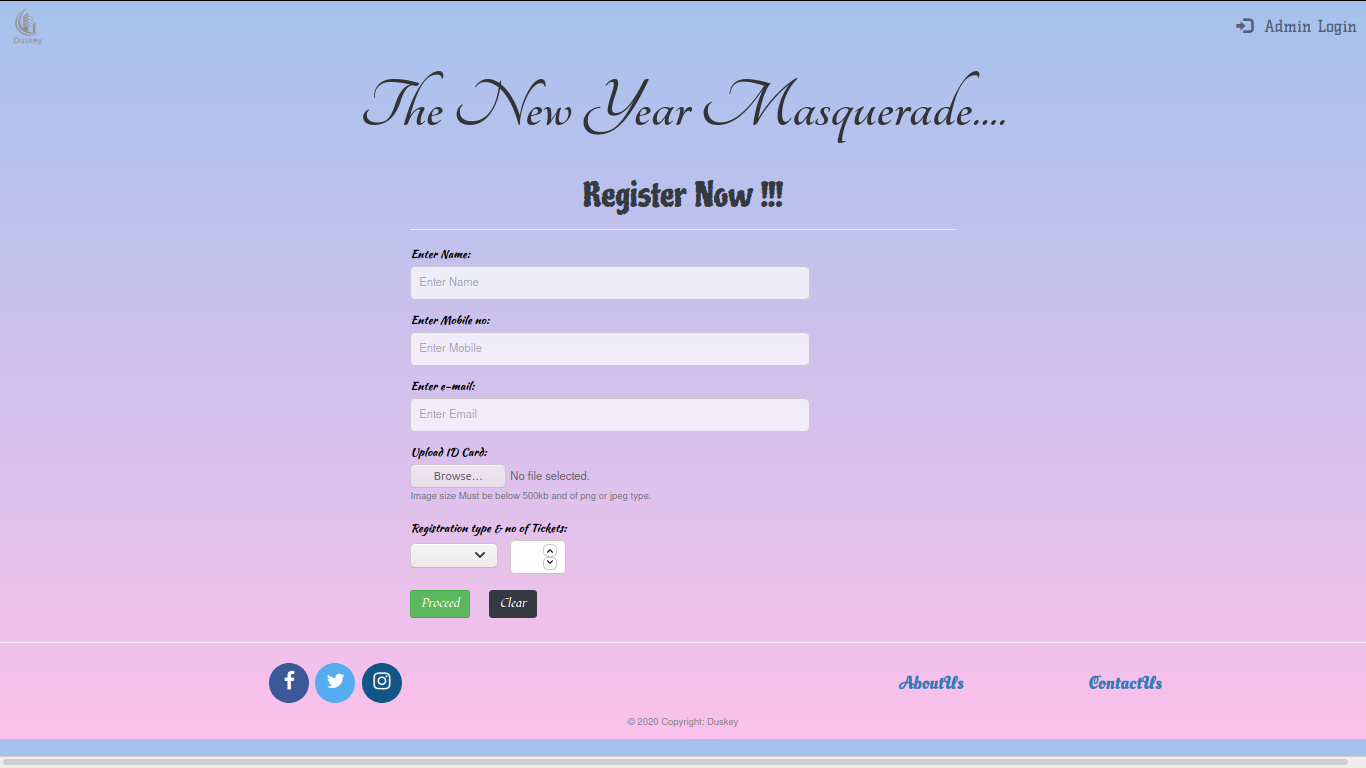 Duskey
Admin Login
The New Year Masquerade....
Register Now !!!
Enter Name:
Enter Name
Enter Mobile no:
Enter Mobile
Enter e-mail:
Enter Email
Upload ID Card:
Browse... No file selected.
Image size Must be below 500kb and of png or jpeg type.
Registration type & no of Tickets:
Proceed Clear
AboutUs ContactUs
© 2020 Copyright: Duskey